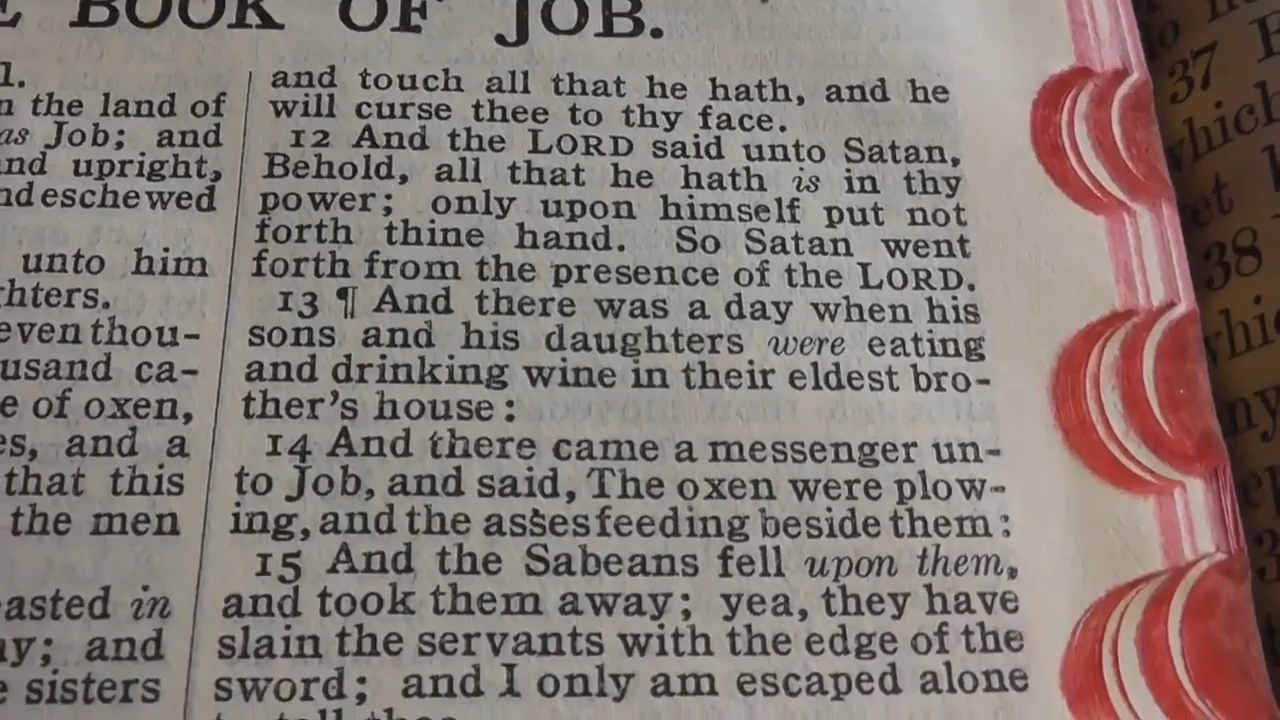 BOOK OF JOB.
1.
the land of
as Job; and
upright,
eschewed
unto him
even thou-
ca-
of oxen,
and a
that this
the men
in
and
sisters
and touch all that he hath, and he
will curse thee to thy face.
12 And the LORD said unto Satan,
Behold, all that he hath is in thy
power; only upon himself put not
forth thine hand. So Satan went
forth from the presence of the LORD.
13 ¶ And there was a day when his
sons and his daughters were eating
and drinking wine in their eldest bro-
ther's house:
14 And there came a messenger un-
to Job, and said, The oxen were plow-
ing, and the asses feeding beside them:
15 And the Sabeans fell upon them,
and took them away; yea, they have
slain the servants with the edge of the
sword; and I only am escaped alone
37
38